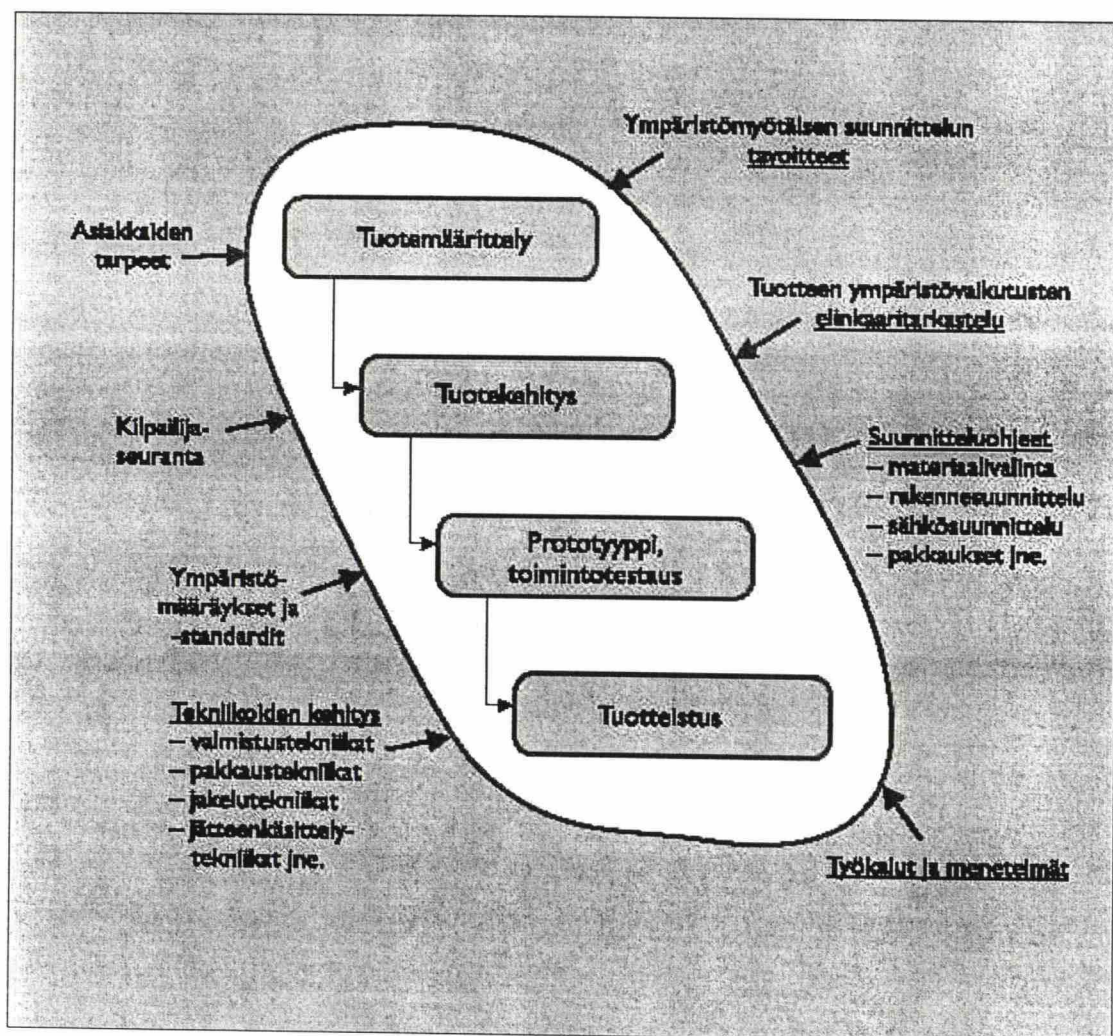 Ympäristömyötäisen suunnittelun
tavoitteet
Asiakkaiden
tarpeet
Tuotemäärittely
Tuotteen ympäristövaikutusten
elinkaaritarkastelu
Tuotekehitys
Kilpailija-
seuranta
Suunnitteluohjeet
– materiaalivalinta
– rakennesuunnittelu
– sähkösuunnittelu
– pakkaukset jne.
Prototyyppi,
toimintotestaus
Ympäristö-
määräykset ja
-standardit
Tuotteistus
Tekniikoiden kehitys
– valmistustekniikat
– pakkaustekniikat
– jakelutekniikat
– jätteenkäsittely-
tekniikat jne.
Työkalut ja menetelmät